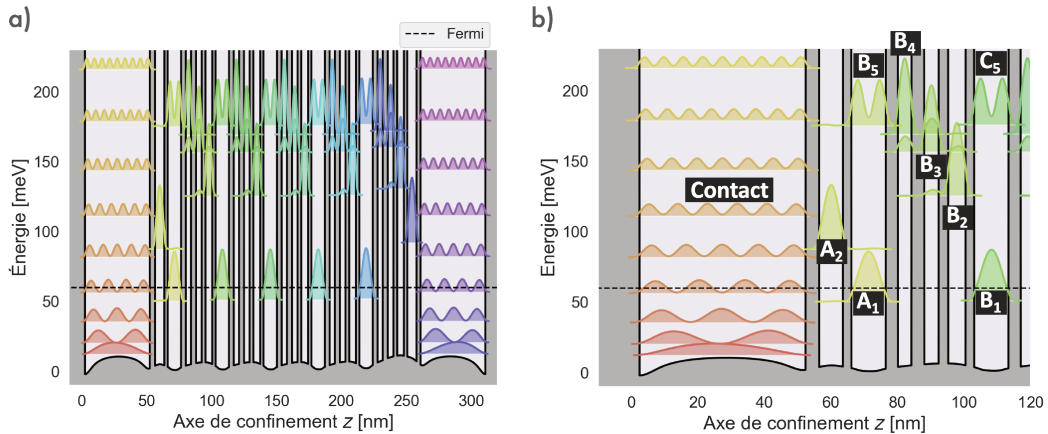 a)
Fermi
Énergie [meV]
200
150
100
50
0
0 50 100 150 200 250 300
Axe de confinement z [nm]
b)
Energie [meV]
200
150
100
50
0
B₄
B₅
C₅
B₃
Contact
B₂
A₂
A₁
B₁
0 20 40 60 80 100 120
Axe de confinement z [nm]